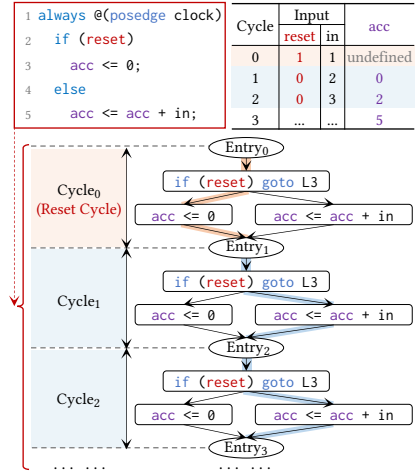 1 always @(posedge clock)
2 if (reset)
3 acc <= 0;
4 else
5 acc <= acc + in;
Cycle Input acc
reset in
0 1 1 undefined
1 0 2 0
2 0 3 2
3 ... ... 5
Entry0
if (reset) goto L3
Cycle0
(Reset Cycle)
acc <= 0 acc <= acc + in
Entry1
if (reset) goto L3
Cycle1
acc <= 0 acc <= acc + in
Entry2
if (reset) goto L3
Cycle2
acc <= 0 acc <= acc + in
Entry3
... ... ... ...